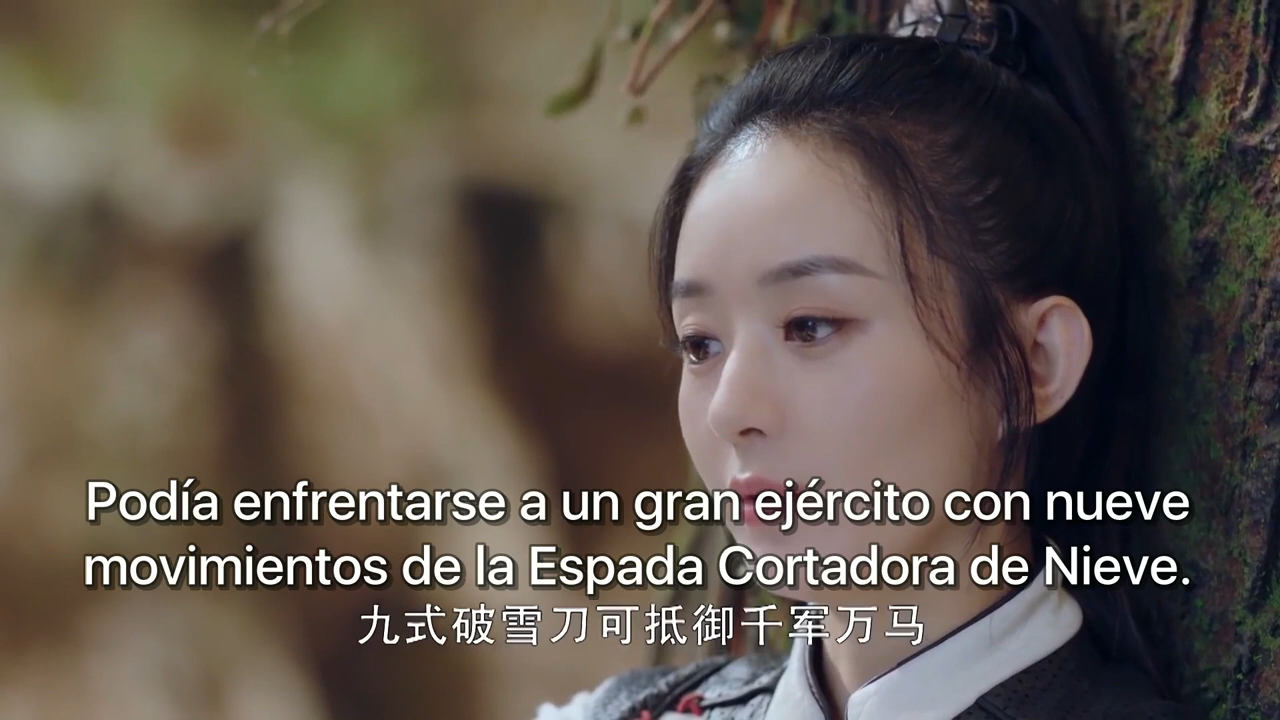 Podía enfrentarse a un gran ejército con nueve
movimientos de la Espada Cortadora de Nieve.
九式破雪刀可抵御千军万马